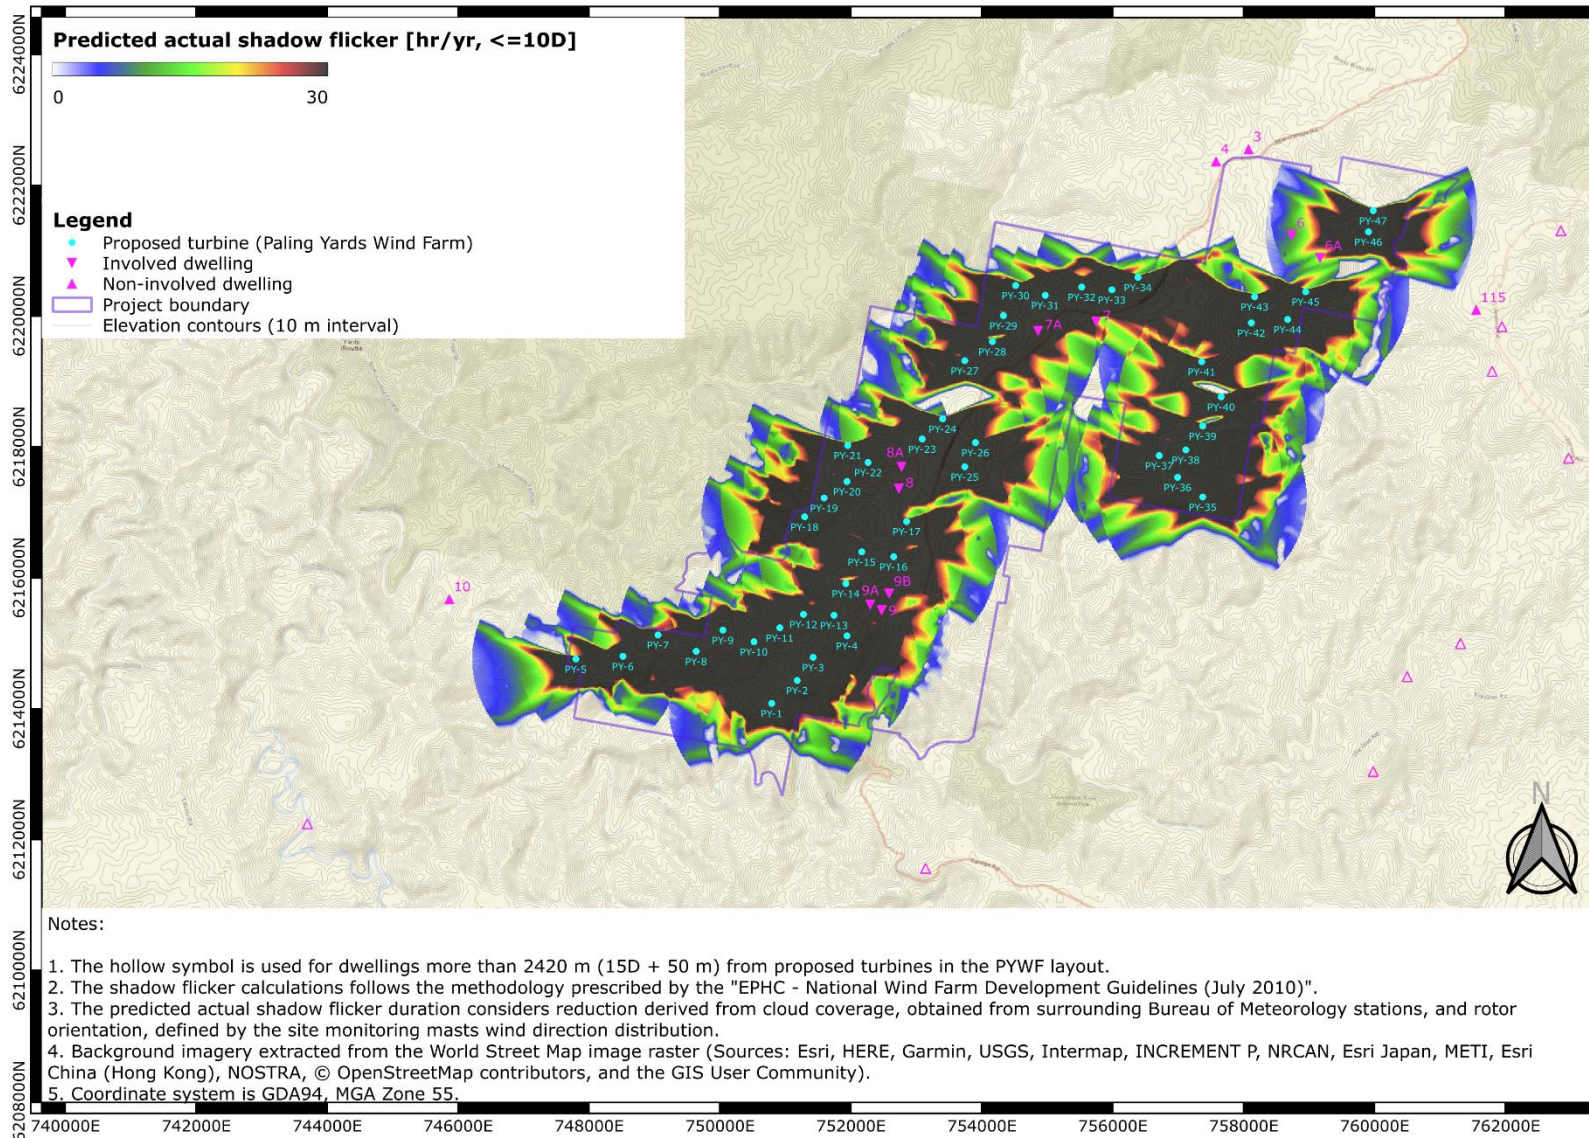 Predicted actual shadow flicker [hr/yr, <=10D]
0 30
Legend
Proposed turbine (Paling Yards Wind Farm)
Involved dwelling
Non-involved dwelling
Project boundary
Elevation contours (10 m interval)
3
4
6
6A
PY-47
PY-46
115
PY-34
PY-30
PY-31
PY-32
PY-33
PY-43
PY-45
PY-29
7A
7
PY-42
PY-44
PY-28
PY-27
PY-41
PY-40
PY-24
PY-39
PY-23
PY-26
PY-21
PY-22
8A
PY-25
PY-38
PY-37
PY-20
8
PY-36
PY-19
PY-35
PY-18
PY-17
PY-15
PY-16
10
PY-14
9A
9B
9
PY-12
PY-13
PY-11
PY-9
PY-7
PY-10
PY-4
PY-8
PY-3
PY-5
PY-6
PY-2
PY-1
N
Notes:
1. The hollow symbol is used for dwellings more than 2420 m (15D + 50 m) from proposed turbines in the PYWF layout.
2. The shadow flicker calculations follows the methodology prescribed by the "EPHC - National Wind Farm Development Guidelines (July 2010)".
3. The predicted actual shadow flicker duration considers reduction derived from cloud coverage, obtained from surrounding Bureau of Meteorology stations, and rotor
orientation, defined by the site monitoring masts wind direction distribution.
4. Background imagery extracted from the World Street Map image raster (Sources: Esri, HERE, Garmin, USGS, Intermap, INCREMENT P, NRCAN, Esri Japan, METI, Esri
China (Hong Kong), NOSTRA, © OpenStreetMap contributors, and the GIS User Community).
5. Coordinate system is GDA94, MGA Zone 55.
6224000N
6222000N
6220000N
6218000N
6216000N
6214000N
6212000N
6210000N
6208000N
740000E 742000E 744000E 746000E 748000E 750000E 752000E 754000E 756000E 758000E 760000E 762000E